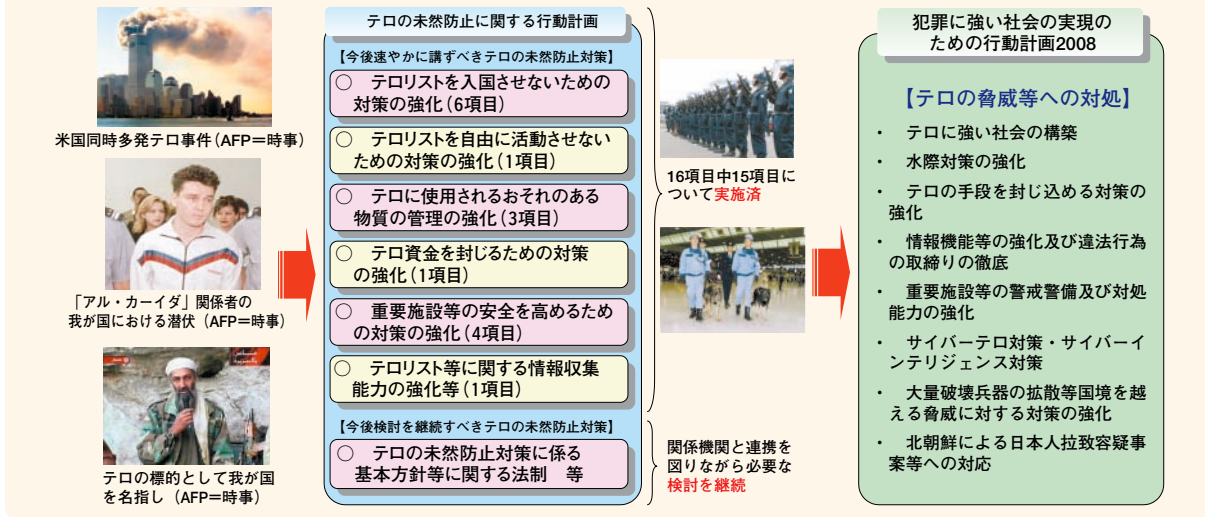 米国同時多発テロ事件（AFP＝時事）
「アル・カーイダ」関係者の
我が国における潜伏（AFP＝時事）
テロの標的として我が国
を名指し（AFP＝時事）
テロの未然防止に関する行動計画
【今後速やかに講ずべきテロの未然防止対策】
○　テロリストを入国させないための
対策の強化（6項目）
○　テロリストを自由に活動させない
ための対策の強化（1項目）
○　テロに使用されるおそれのある
物質の管理の強化（3項目）
○　テロ資金を封じるための対策
の強化（1項目）
○　重要施設等の安全を高めるため
の対策の強化（4項目）
○　テロリスト等に関する情報収集
能力の強化等（1項目）
【今後検討を継続すべきテロの未然防止対策】
○　テロの未然防止対策に係る
基本方針等に関する法制　等
16項目中15項目に
ついて実施済
関係機関と連携を
図りながら必要な
検討を継続
犯罪に強い社会の実現の
ための行動計画2008
【テロの脅威等への対処】
・　テロに強い社会の構築
・　水際対策の強化
・　テロの手段を封じ込める対策の
強化
・　情報機能等の強化及び違法行為
の取締りの徹底
・　重要施設等の警戒警備及び対処
能力の強化
・　サイバーテロ対策・サイバーイ
ンテリジェンス対策
・　大量破壊兵器の拡散等国境を越
える脅威に対する対策の強化
・　北朝鮮による日本人拉致容疑事
案等への対応